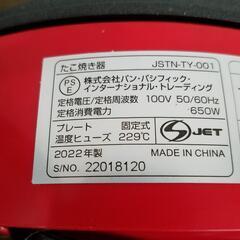 たこ焼き器 JSTN-TY-001
PS
E
株式会社パン・パシフィック・
インターナショナル・トレーディング
定格電圧/定格周波数 100V 50/60Hz
定格消費電力 650W
プレート 固定式
温度ヒューズ 229℃
S JET
2022年製 MADE IN CHINA
S/NO. 22018120